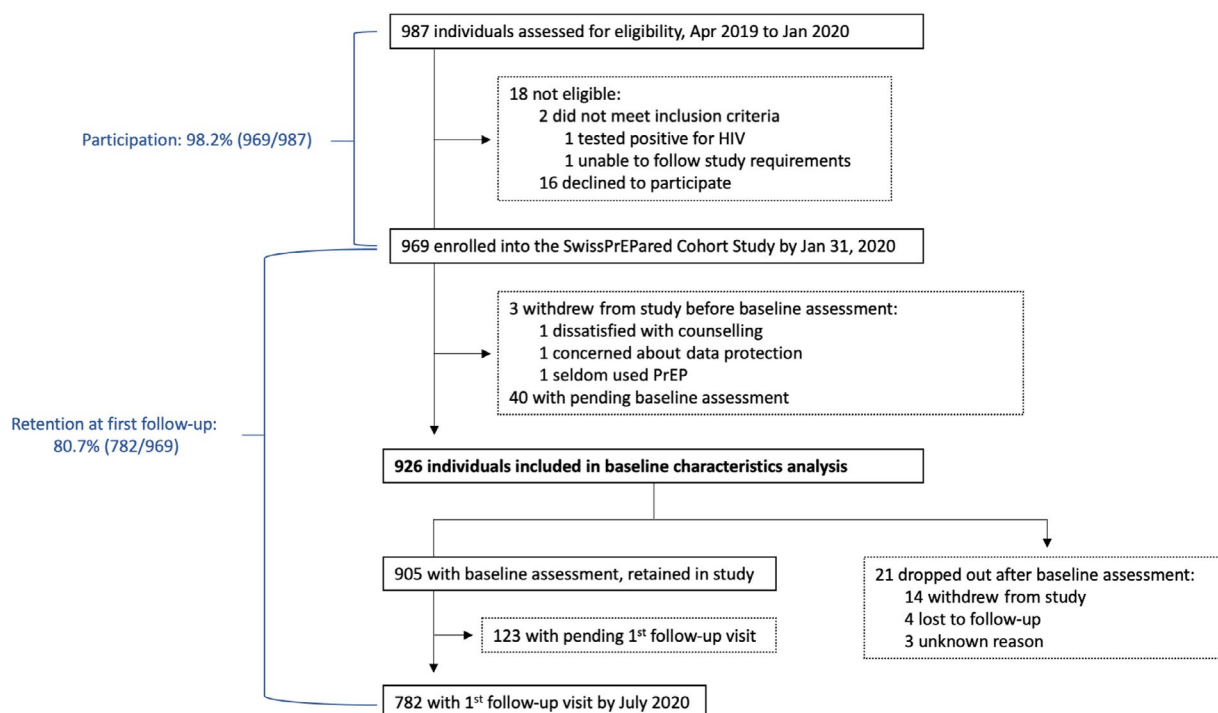 987 individuals assessed for eligibility, Apr 2019 to Jan 2020
18 not eligible:
2 did not meet inclusion criteria
1 tested positive for HIV
1 unable to follow study requirements
16 declined to participate
Participation: 98.2% (969/987)
969 enrolled into the SwissPrEPared Cohort Study by Jan 31, 2020
3 withdrew from study before baseline assessment:
1 dissatisfied with counselling
1 concerned about data protection
1 seldom used PrEP
40 with pending baseline assessment
Retention at first follow-up:
80.7% (782/969)
926 individuals included in baseline characteristics analysis
905 with baseline assessment, retained in study
21 dropped out after baseline assessment:
14 withdrew from study
4 lost to follow-up
3 unknown reason
123 with pending 1st follow-up visit
782 with 1st follow-up visit by July 2020